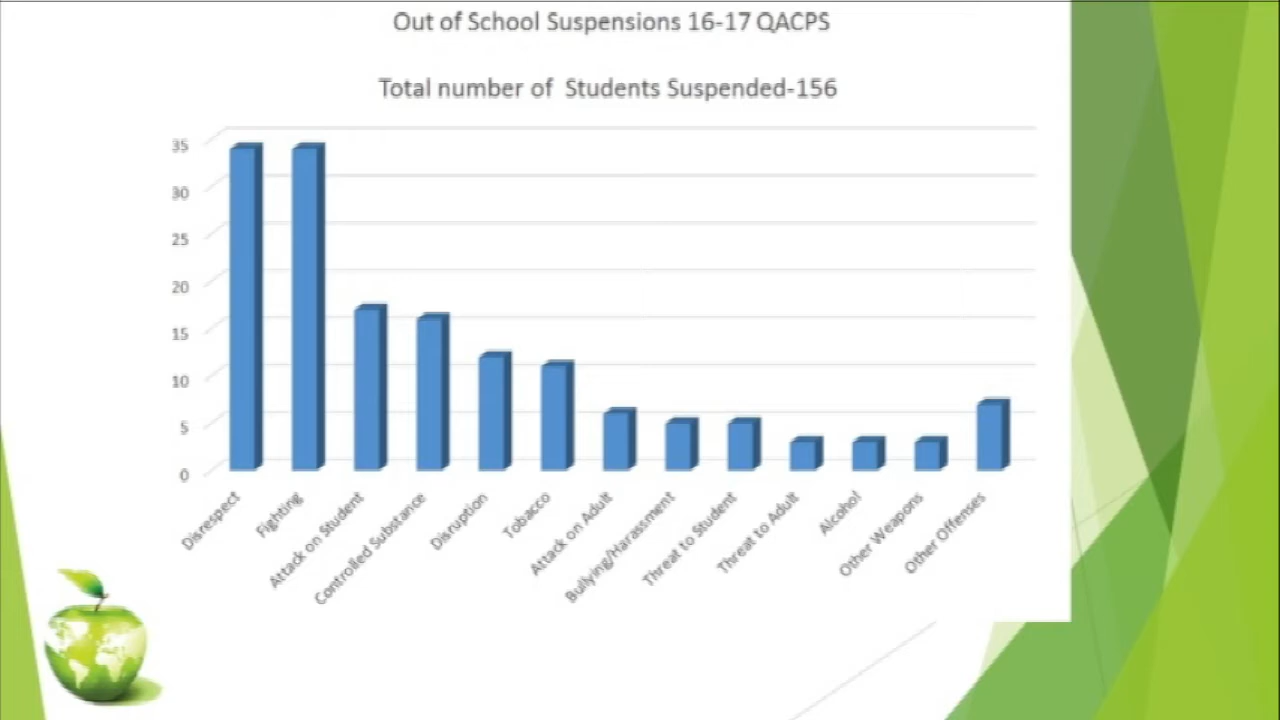 Out of School Suspensions 16-17 QACPS
Total number of  Students Suspended-156
35
30
25
20
15
10
5
0
Disrespect
Fighting
Attack on Student
Controlled Substance
Disruption
Tobacco
Attack on Adult
Bullying/Harassment
Threat to Student
Threat to Adult
Alcohol
Other Weapons
Other Offenses